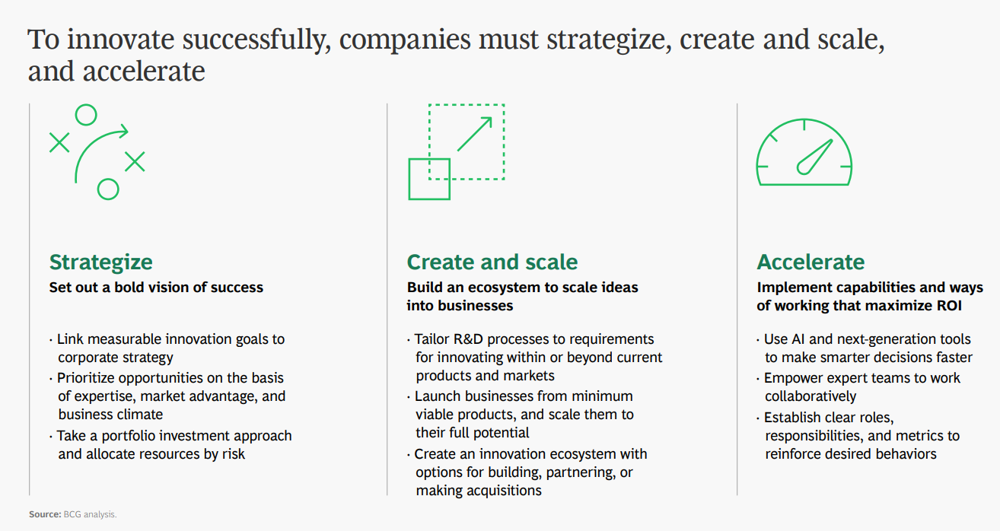 To innovate successfully, companies must strategize, create and scale,
and accelerate
Strategize
Set out a bold vision of success
· Link measurable innovation goals to
corporate strategy
· Prioritize opportunities on the basis
of expertise, market advantage, and
business climate
· Take a portfolio investment approach
and allocate resources by risk
Create and scale
Build an ecosystem to scale ideas
into businesses
· Tailor R&D processes to requirements
for innovating within or beyond current
products and markets
· Launch businesses from minimum
viable products, and scale them to
their full potential
· Create an innovation ecosystem with
options for building, partnering, or
making acquisitions
Accelerate
Implement capabilities and ways
of working that maximize ROI
· Use AI and next-generation tools
to make smarter decisions faster
· Empower expert teams to work
collaboratively
· Establish clear roles,
responsibilities, and metrics to
reinforce desired behaviors
Source: BCG analysis.